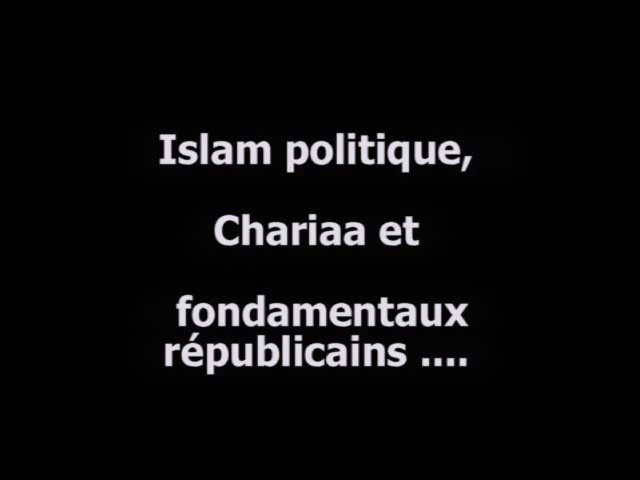 Islam politique,
Chariaa et
fondamentaux
républicains ....